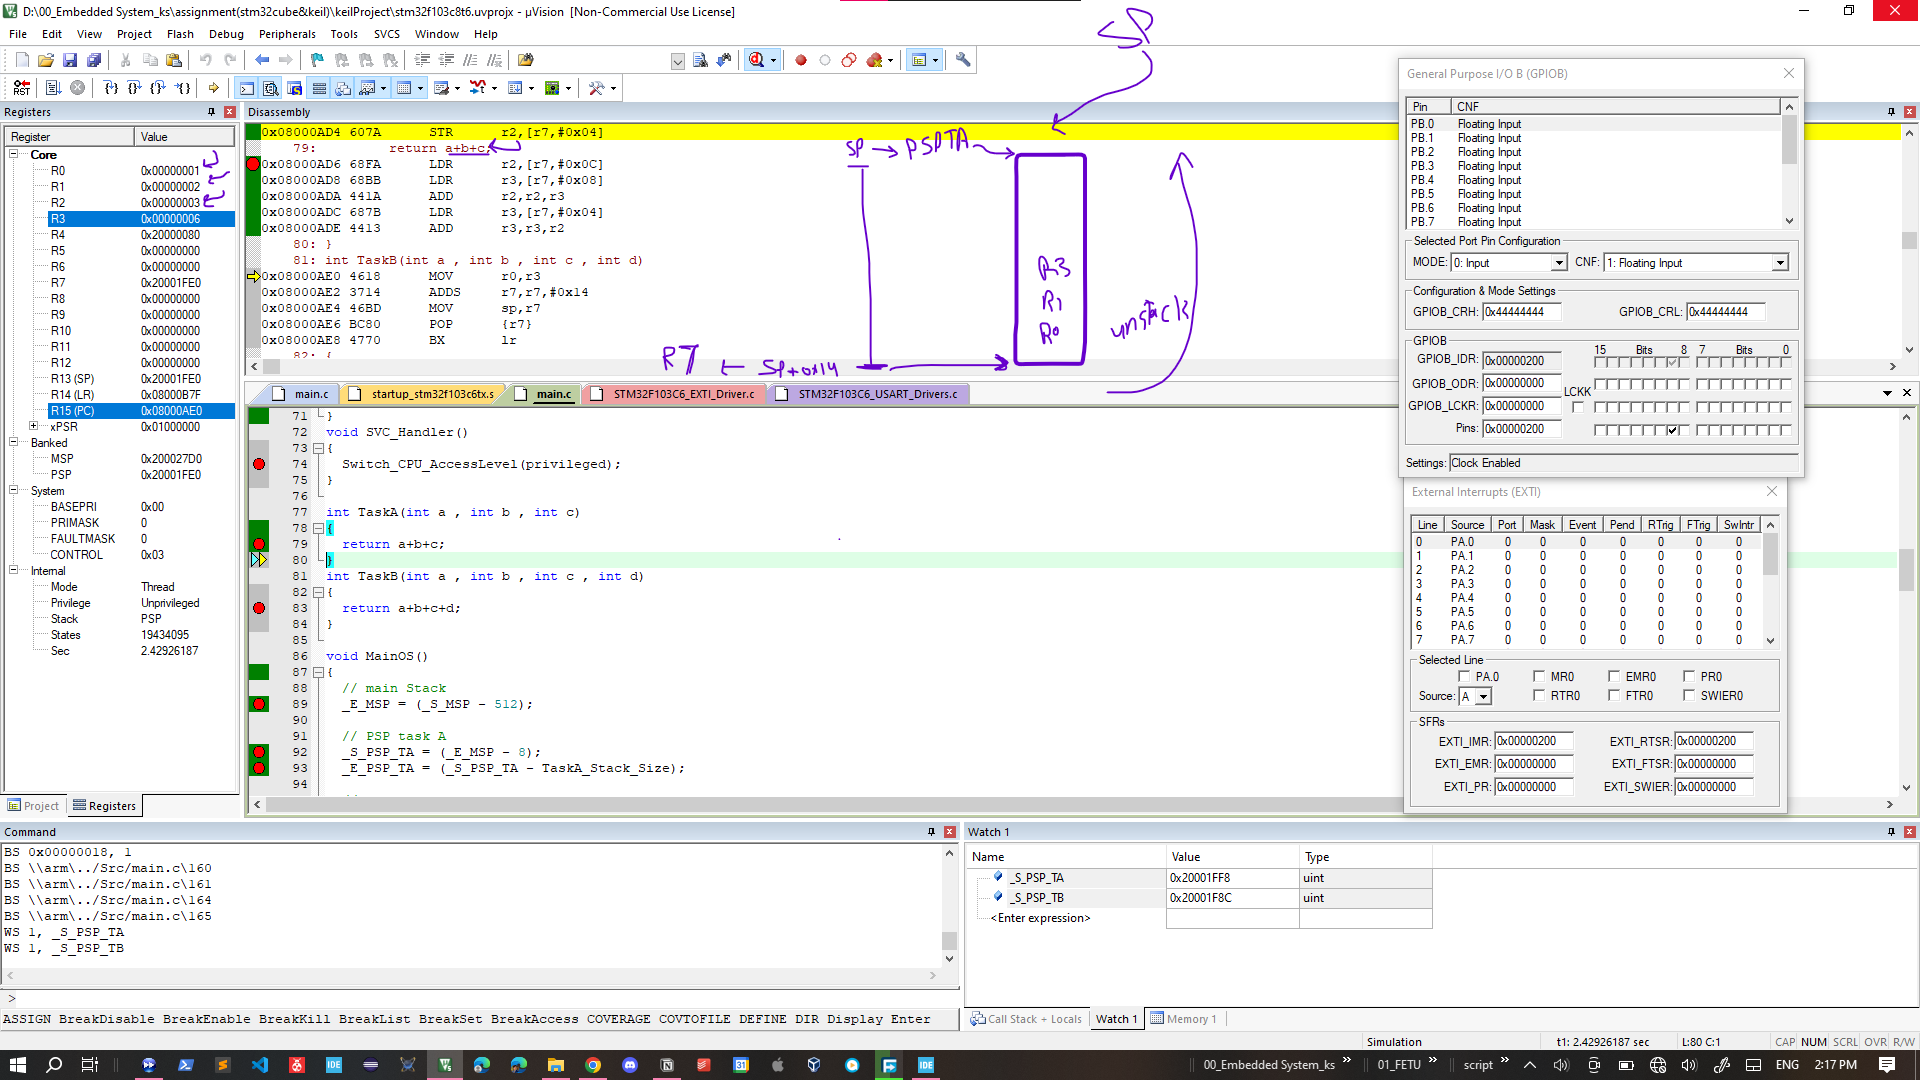 D:\00_Embedded System_ks\assignment(stm32cube&keil)\keilProject\stm32f103c8t6.uvprojx - µVision  [Non-Commercial Use License]
File Edit View Project Flash Debug Peripherals Tools SVCS Window Help
Registers
Register Value
Core
R0 0x00000001
R1 0x00000002
R2 0x00000003
R3 0x00000006
R4 0x20000080
R5 0x00000000
R6 0x00000000
R7 0x20001FE0
R8 0x00000000
R9 0x00000000
R10 0x00000000
R11 0x00000000
R12 0x00000000
R13 (SP) 0x20001FE0
R14 (LR) 0x08000B7F
R15 (PC) 0x08000AE0
xPSR 0x01000000
Banked
MSP 0x200027D0
PSP 0x20001FE0
System
BASEPRI 0x00
PRIMASK 0
FAULTMASK 0
CONTROL 0x03
Internal
Mode Thread
Privilege Unprivileged
Stack PSP
States 19434095
Sec 2.42926187
Project Registers
Disassembly
0x08000AD4 607A STR r2,[r7,#0x04]
79: return a+b+c;
0x08000AD6 68FA LDR r2,[r7,#0x0C]
0x08000AD8 68BB LDR r3,[r7,#0x08]
0x08000ADA 441A ADD r2,r2,r3
0x08000ADC 687B LDR r3,[r7,#0x04]
0x08000ADE 4413 ADD r3,r3,r2
80: }
81: int TaskB(int a , int b , int c , int d)
0x08000AE0 4618 MOV r0,r3
0x08000AE2 3714 ADDS r7,r7,#0x14
0x08000AE4 46BD MOV sp,r7
0x08000AE6 BC80 POP {r7}
0x08000AE8 4770 BX lr
82: {
SP
SP → PSPTA
R3
R1
R0
unstack
R7 ← SP+0x14
main.c startup_stm32f103c6tx.s main.c STM32F103C6_EXTI_Driver.c STM32F103C6_USART_Drivers.c
71 }
72 void SVC_Handler()
73 {
74 Switch_CPU_AccessLevel(privileged);
75 }
76
77 int TaskA(int a , int b , int c)
78 {
79 return a+b+c;
80 }
81 int TaskB(int a , int b , int c , int d)
82 {
83 return a+b+c+d;
84 }
85
86 void MainOS()
87 {
88 // main Stack
89 _E_MSP = (_S_MSP - 512);
90
91 // PSP task A
92 _S_PSP_TA = (_E_MSP - 8);
93 _E_PSP_TA = (_S_PSP_TA - TaskA_Stack_Size);
94
General Purpose I/O B (GPIOB)
Pin CNF
PB.0 Floating Input
PB.1 Floating Input
PB.2 Floating Input
PB.3 Floating Input
PB.4 Floating Input
PB.5 Floating Input
PB.6 Floating Input
PB.7 Floating Input
Selected Port Pin Configuration
MODE: 0: Input CNF: 1: Floating Input
Configuration & Mode Settings
GPIOB_CRH: 0x44444444 GPIOB_CRL: 0x44444444
GPIOB
15 Bits 8 7 Bits 0
GPIOB_IDR: 0x00000200
GPIOB_ODR: 0x00000000 LCKK
GPIOB_LCKR: 0x00000000
Pins: 0x00000200
Settings: Clock Enabled
External Interrupts (EXTI)
Line Source Port Mask Event Pend RTrig FTrig SwIntr
0 PA.0 0 0 0 0 0 0 0
1 PA.1 0 0 0 0 0 0 0
2 PA.2 0 0 0 0 0 0 0
3 PA.3 0 0 0 0 0 0 0
4 PA.4 0 0 0 0 0 0 0
5 PA.5 0 0 0 0 0 0 0
6 PA.6 0 0 0 0 0 0 0
7 PA.7 0 0 0 0 0 0 0
Selected Line
PA.0 MR0 EMR0 PR0
Source: A RTR0 FTR0 SWIER0
SFRs
EXTI_IMR: 0x00000200 EXTI_RTSR: 0x00000200
EXTI_EMR: 0x00000000 EXTI_FTSR: 0x00000000
EXTI_PR: 0x00000000 EXTI_SWIER: 0x00000000
Command
BS 0x00000018, 1
BS \\arm\../Src/main.c\160
BS \\arm\../Src/main.c\161
BS \\arm\../Src/main.c\164
BS \\arm\../Src/main.c\165
WS 1, _S_PSP_TA
WS 1, _S_PSP_TB
>
ASSIGN BreakDisable BreakEnable BreakKill BreakList BreakSet BreakAccess COVERAGE COVTOFILE DEFINE DIR Display Enter
Watch 1
Name Value Type
_S_PSP_TA 0x20001FF8 uint
_S_PSP_TB 0x20001F8C uint
<Enter expression>
Call Stack + Locals Watch 1 Memory 1
Simulation t1: 2.42926187 sec L:80 C:1 CAP NUM SCRL OVR R/W
00_Embedded System_ks 01_FETU script ENG 2:17 PM